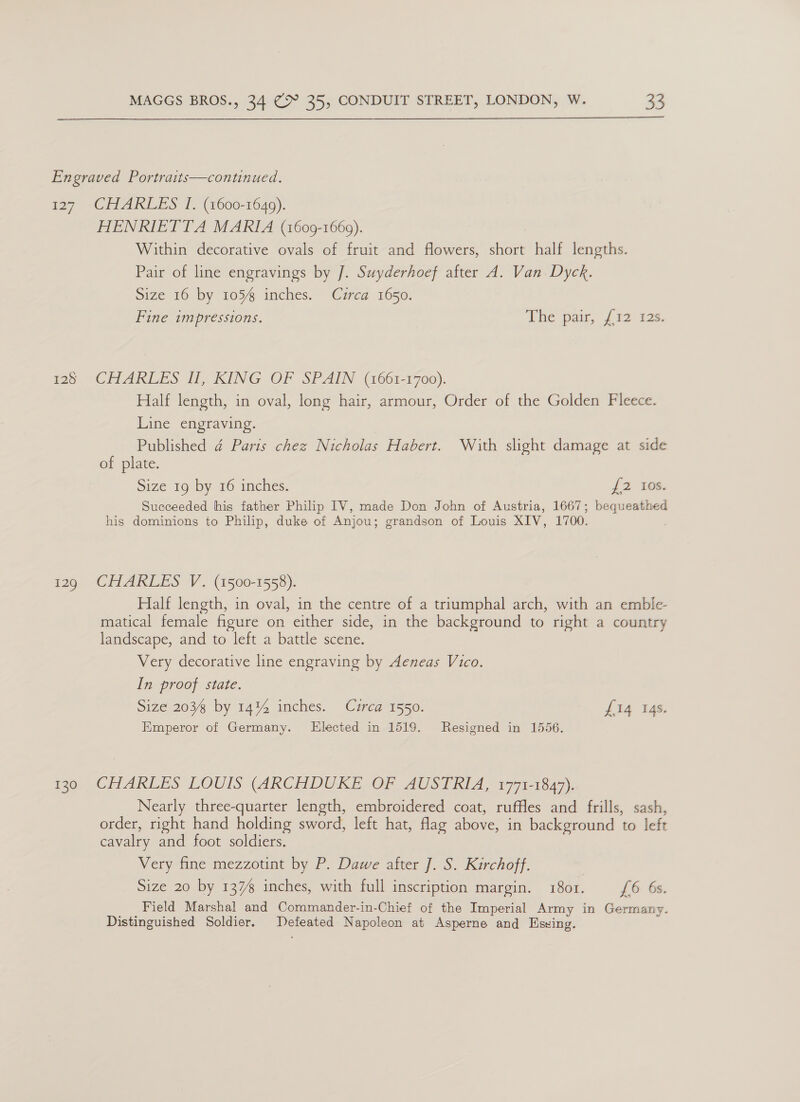 MAGGS BROS., 34 & 35, CONDUIT STREET, LONDON, W. 33
Engraved Portraits—continued.
127 CHARLES I. (1600-1649).
HENRIETTA MARIA (1609-1669).
Within decorative ovals of fruit and flowers, short half lengths.
Pair of line engravings by J. Suyderhoef after A. Van Dyck.
Size 16 by 10⅝ inches. Circa 1650.
Fine impressions. The pair, £12 12s.
128 CHARLES II, KING OF SPAIN (1661-1700).
Half length, in oval, long hair, armour, Order of the Golden Fleece.
Line engraving.
Published à Paris chez Nicholas Habert. With slight damage at side
of plate.
Size 19 by 16 inches. £2 10s.
Succeeded his father Philip IV, made Don John of Austria, 1667; bequeathed
his dominions to Philip, duke of Anjou; grandson of Louis XIV, 1700.
129 CHARLES V. (1500-1558).
Half length, in oval, in the centre of a triumphal arch, with an emble-
matical female figure on either side, in the background to right a country
landscape, and to left a battle scene.
Very decorative line engraving by Aeneas Vico.
In proof state.
Size 20⅜ by 14½ inches. Circa 1550. £14 14s.
Emperor of Germany. Elected in 1519. Resigned in 1556.
130 CHARLES LOUIS (ARCHDUKE OF AUSTRIA, 1771-1847).
Nearly three-quarter length, embroidered coat, ruffles and frills, sash,
order, right hand holding sword, left hat, flag above, in background to left
cavalry and foot soldiers.
Very fine mezzotint by P. Dawe after J. S. Kirchoff.
Size 20 by 13⅞ inches, with full inscription margin. 1801. £6 6s.
Field Marshal and Commander-in-Chief of the Imperial Army in Germany.
Distinguished Soldier. Defeated Napoleon at Asperne and Essing.